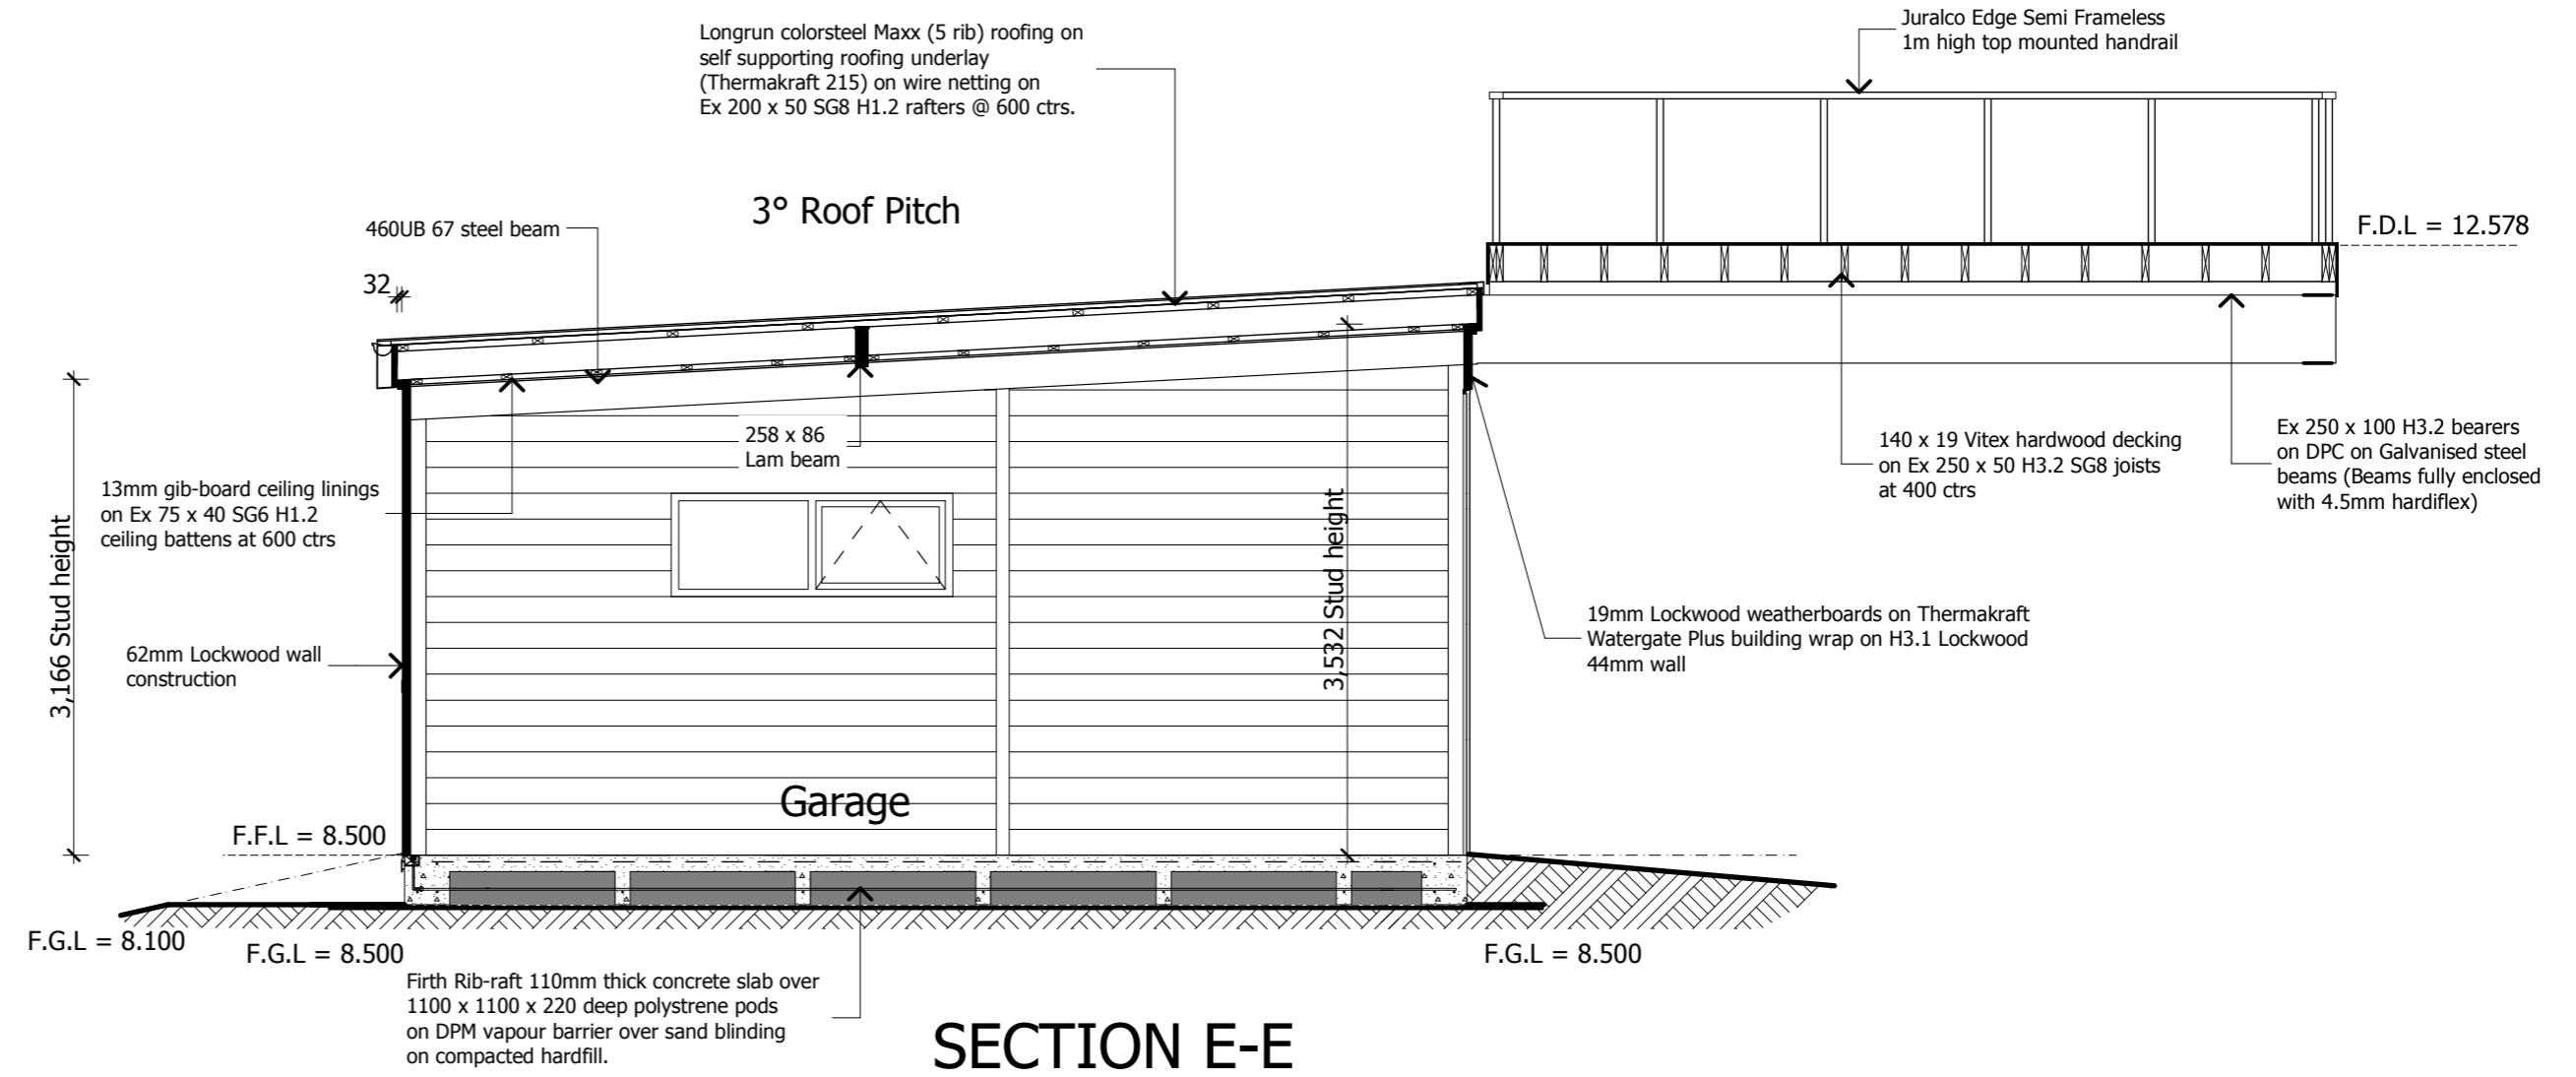 Longrun colorsteel Maxx (5 rib) roofing on
self supporting roofing underlay
(Thermakraft 215) on wire netting on
Ex 200 x 50 SG8 H1.2 rafters @ 600 ctrs.
Juralco Edge Semi Frameless
1m high top mounted handrail
3° Roof Pitch
460UB 67 steel beam
F.D.L = 12.578
32
258 x 86
Lam beam
140 x 19 Vitex hardwood decking
on Ex 250 x 50 H3.2 SG8 joists
at 400 ctrs
Ex 250 x 100 H3.2 bearers
on DPC on Galvanised steel
beams (Beams fully enclosed
with 4.5mm hardiflex)
13mm gib-board ceiling linings
on Ex 75 x 40 SG6 H1.2
ceiling battens at 600 ctrs
3,166 Stud height
3,532 Stud height
62mm Lockwood wall
construction
19mm Lockwood weatherboards on Thermakraft
Watergate Plus building wrap on H3.1 Lockwood
44mm wall
Garage
F.F.L = 8.500
F.G.L = 8.100
F.G.L = 8.500
F.G.L = 8.500
Firth Rib-raft 110mm thick concrete slab over
1100 x 1100 x 220 deep polystrene pods
on DPM vapour barrier over sand blinding
on compacted hardfill.
SECTION E-E